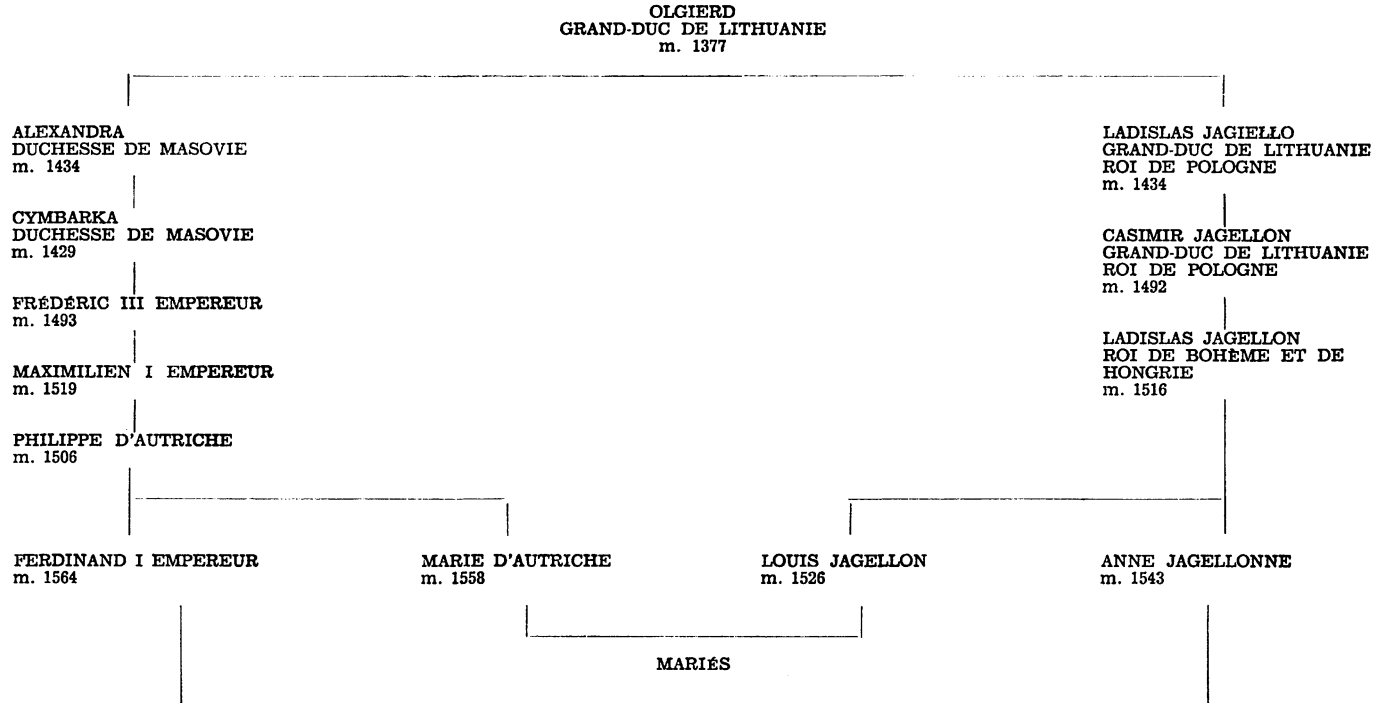 OLGIERD
GRAND-DUC DE LITHUANIE
m. 1377
ALEXANDRA
DUCHESSE DE MASOVIE
m. 1434
CYMBARKA
DUCHESSE DE MASOVIE
m. 1429
FRÉDÉRIC III EMPEREUR
m. 1493
MAXIMILIEN I EMPEREUR
m. 1519
PHILIPPE D'AUTRICHE
m. 1506
LADISLAS JAGIEŁŁO
GRAND-DUC DE LITHUANIE
ROI DE POLOGNE
m. 1434
CASIMIR JAGELLON
GRAND-DUC DE LITHUANIE
ROI DE POLOGNE
m. 1492
LADISLAS JAGELLON
ROI DE BOHÈME ET DE
HONGRIE
m. 1516
FERDINAND I EMPEREUR
m. 1564
MARIE D'AUTRICHE
m. 1558
LOUIS JAGELLON
m. 1526
ANNE JAGELLONNE
m. 1543
MARIÉS